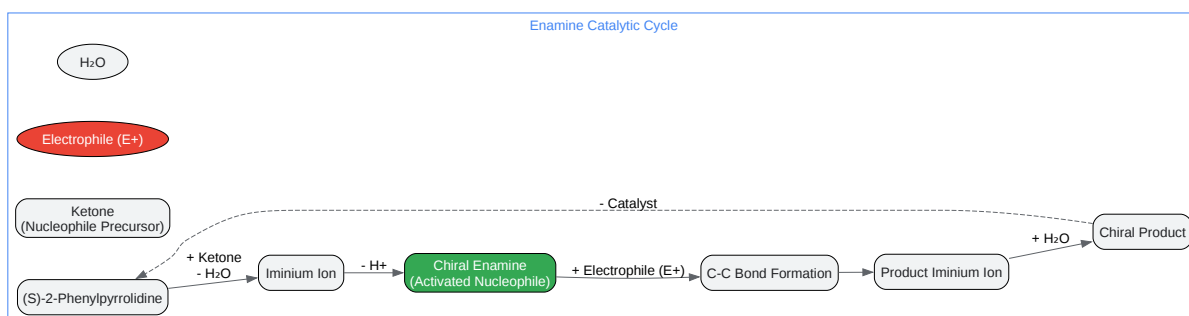 Enamine Catalytic Cycle
H₂O
Electrophile (E+)
Ketone
(Nucleophile Precursor)
(S)-2-Phenylpyrrolidine
+ Ketone
- H₂O
Iminium Ion
- H+
Chiral Enamine
(Activated Nucleophile)
+ Electrophile (E+)
C-C Bond Formation
Product Iminium Ion
+ H₂O
Chiral Product
- Catalyst